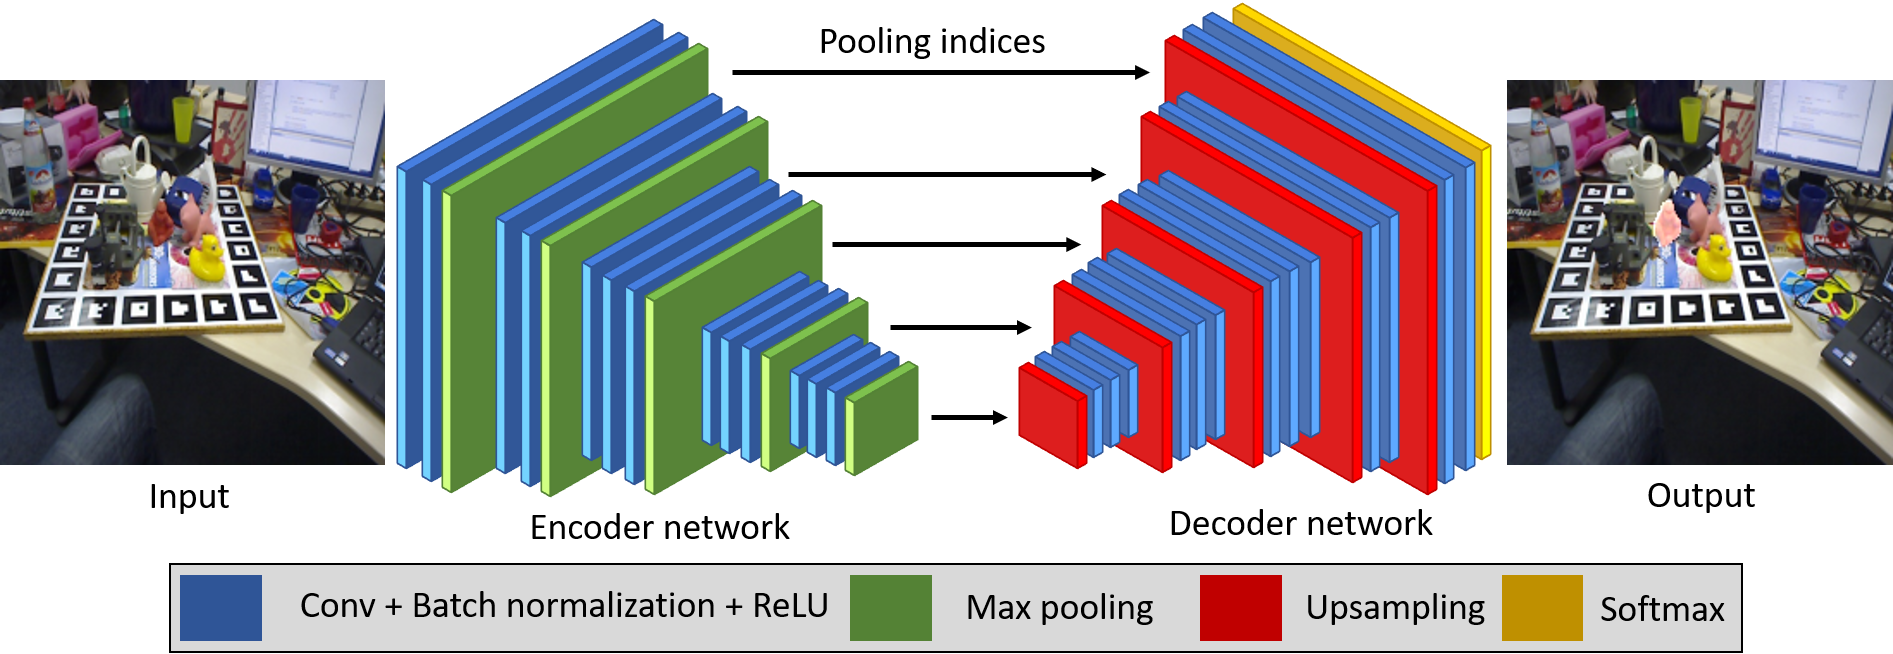 Pooling indices
Input
Encoder network
Decoder network
Output
Conv + Batch normalization + ReLU
Max pooling
Upsampling
Softmax